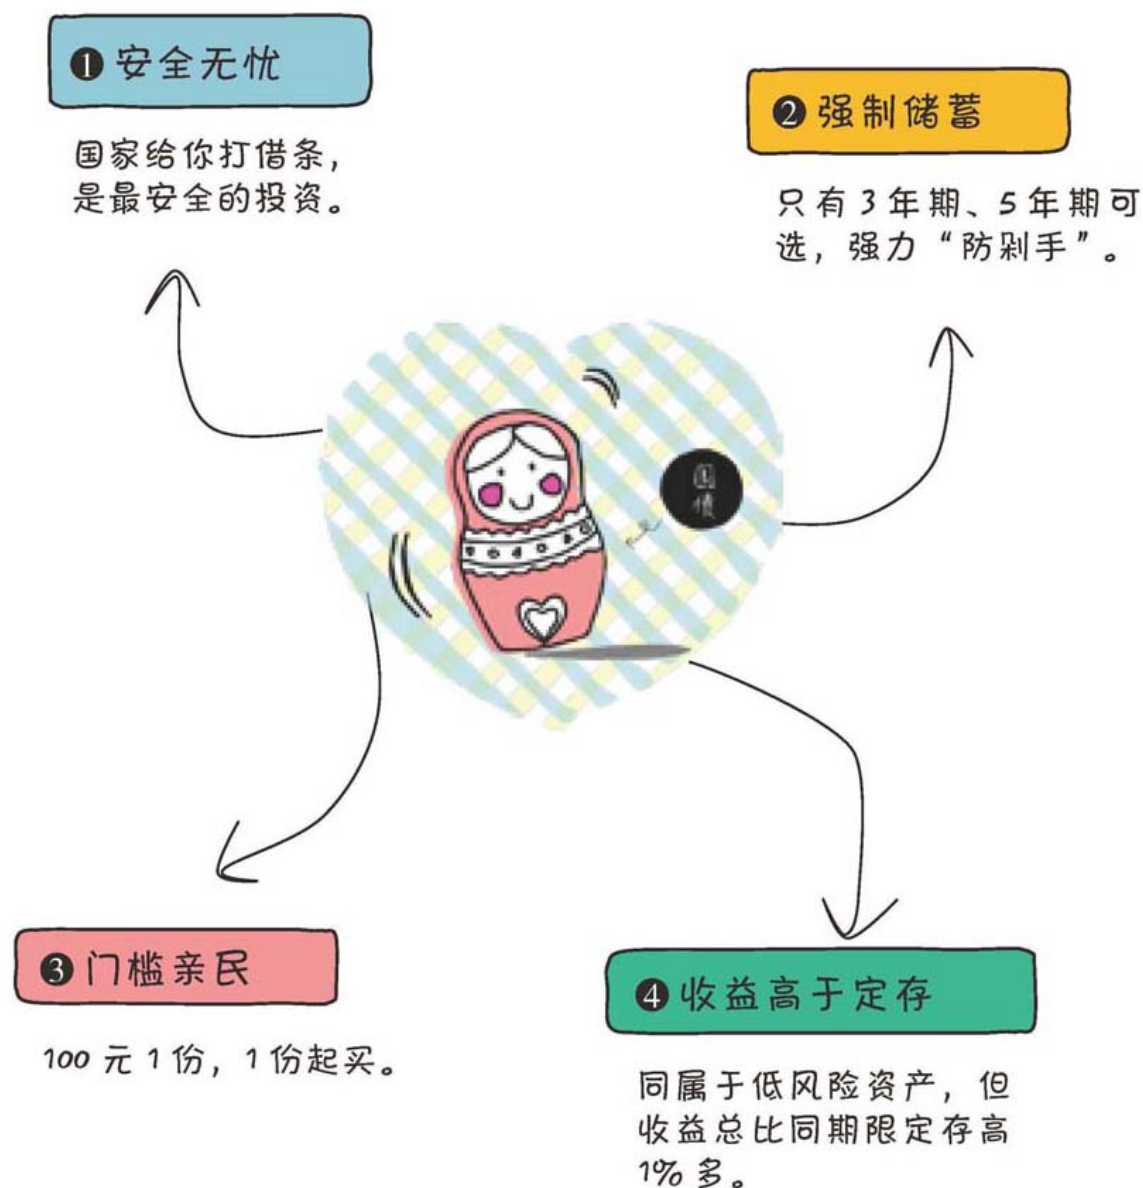 ❶安全无忧
国家给你打借条，
是最安全的投资。
❷强制储蓄
只有3年期、5年期可
选，强力“防剁手”。
国
债
❸门槛亲民
100元1份，1份起买。
❹收益高于定存
同属于低风险资产，但
收益总比同期限定存高
1%多。